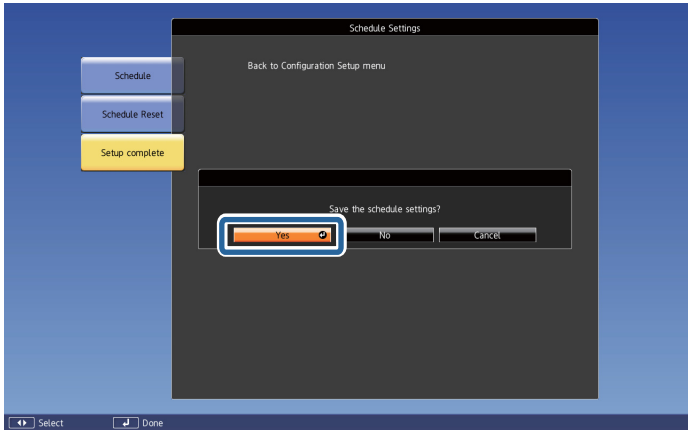 Schedule Settings
Schedule
Back to Configuration Setup menu
Schedule Reset
Setup complete
Save the schedule settings?
Yes No Cancel
Select Done